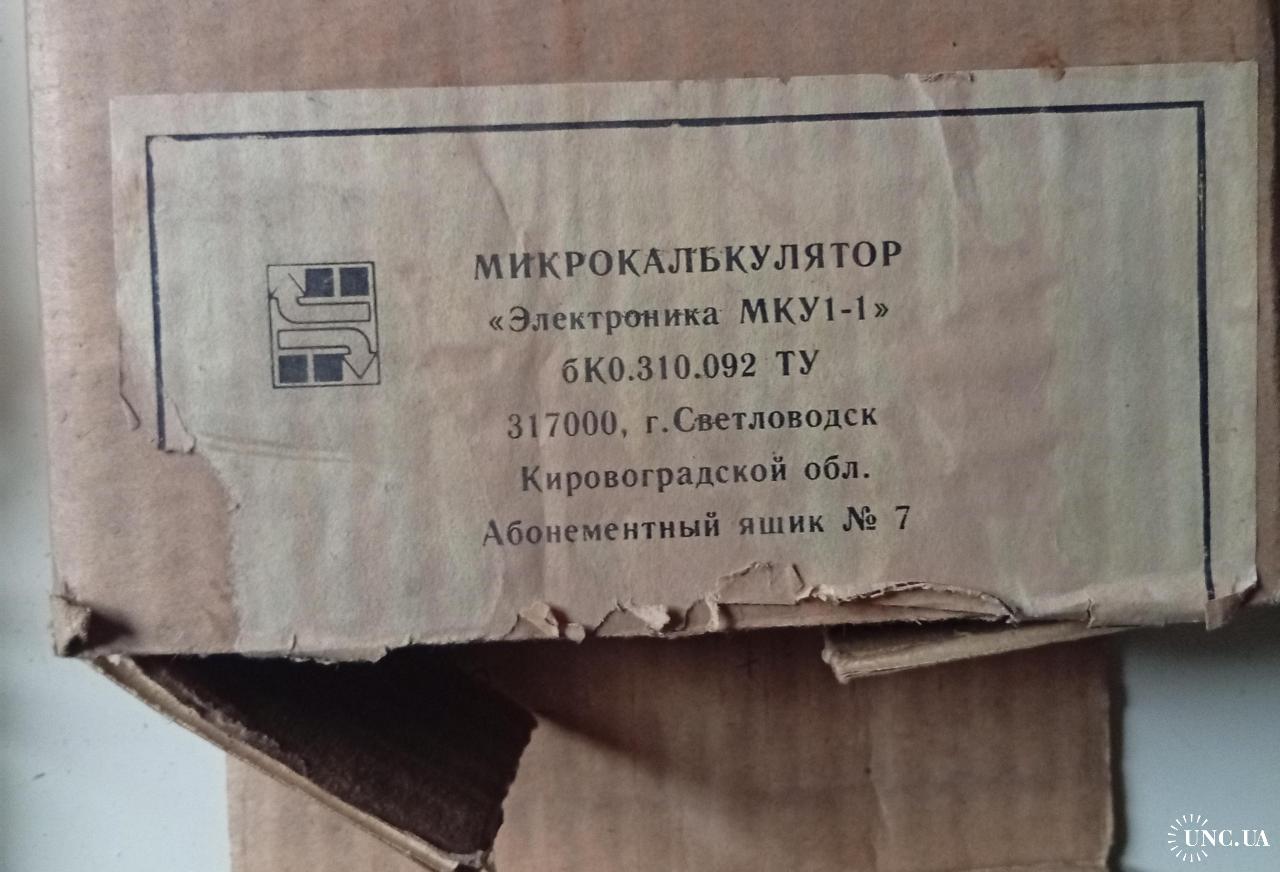 МИКРОКАЛЬКУЛЯТОР
«Электроника МКУ1-1»
бК0.310.092 ТУ
317000, г.Светловодск
Кировоградской обл.
Абонементный ящик № 7
UNC.UA